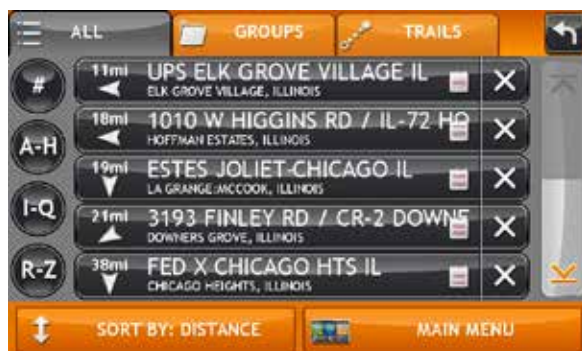 ALL
GROUPS
TRAILS
#
11mi
UPS ELK GROVE VILLAGE IL
ELK GROVE VILLAGE, ILLINOIS
A-H
18mi
1010 W HIGGINS RD / IL-72 HO
HOFFMAN ESTATES, ILLINOIS
19mi
ESTES JOLIET-CHICAGO IL
LA GRANGE:MCCOOK, ILLINOIS
I-Q
21mi
3193 FINLEY RD / CR-2 DOWNE
DOWNERS GROVE, ILLINOIS
R-Z
38mi
FED X CHICAGO HTS IL
CHICAGO HEIGHTS, ILLINOIS
SORT BY: DISTANCE
MAIN MENU